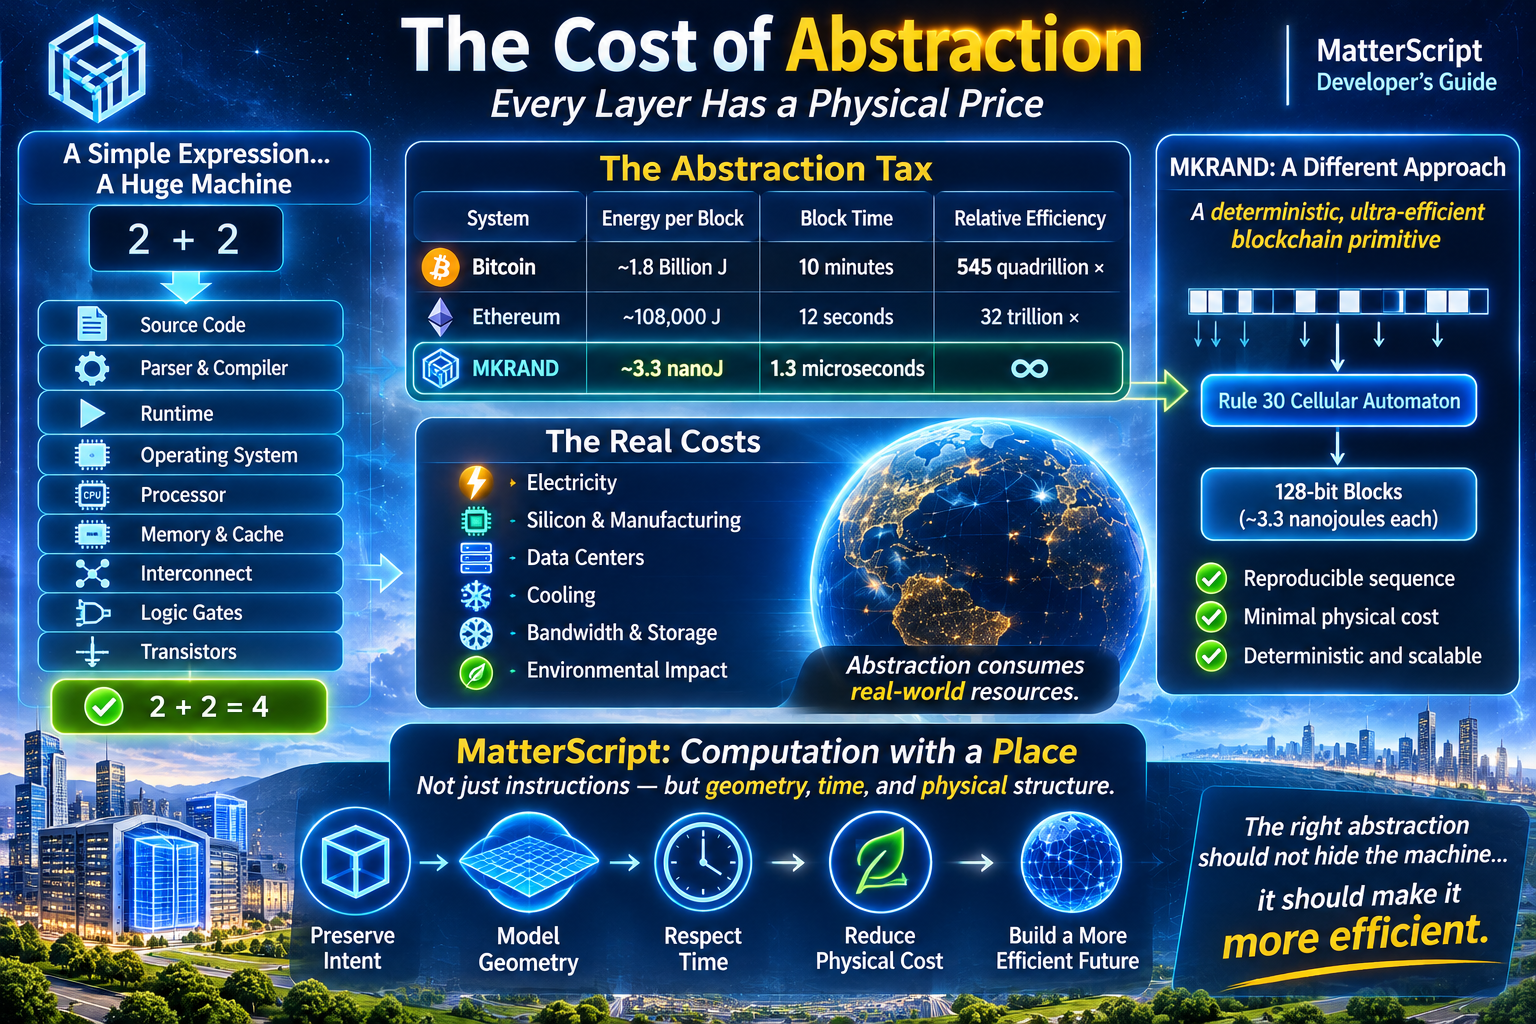 The Cost of Abstraction
Every Layer Has a Physical Price
MatterScript
Developer's Guide
A Simple Expression...
A Huge Machine
2 + 2
Source Code
Parser & Compiler
Runtime
Operating System
CPU
Processor
Memory & Cache
Interconnect
Logic Gates
Transistors
2 + 2 = 4
The Abstraction Tax
System Energy per Block Block Time Relative Efficiency
Bitcoin ~1.8 Billion J 10 minutes 545 quadrillion ×
Ethereum ~108,000 J 12 seconds 32 trillion ×
MKRAND ~3.3 nanoJ 1.3 microseconds ∞
The Real Costs
Electricity
Silicon & Manufacturing
Data Centers
Cooling
Bandwidth & Storage
Environmental Impact
Abstraction consumes
real-world resources.
MKRAND: A Different Approach
A deterministic, ultra-efficient
blockchain primitive
Rule 30 Cellular Automaton
128-bit Blocks
(~3.3 nanojoules each)
Reproducible sequence
Minimal physical cost
Deterministic and scalable
MatterScript: Computation with a Place
Not just instructions — but geometry, time, and physical structure.
Preserve
Intent
Model
Geometry
Respect
Time
Reduce
Physical Cost
Build a More
Efficient Future
The right abstraction
should not hide the machine...
it should make it
more efficient.